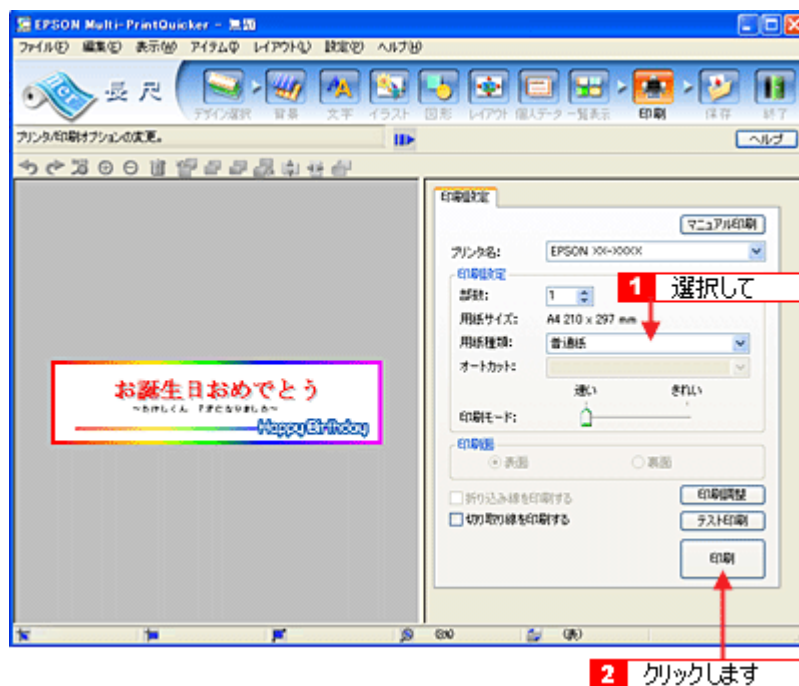 EPSON Multi-PrintQuicker - 無題
ファイル(F) 編集(E) 表示(W) アイテム(I) レイアウト(L) 設定(P) ヘルプ(H)
長尺
デザイン選択 背景 文字 イラスト 図形 レイアウト 個人データ 一覧表示 印刷 保存 終了
プリンタ/印刷オプションの変更。
ヘルプ
印刷設定
マニュアル印刷
プリンタ名: EPSON XX-XXXX
印刷設定
部数: 1
1 選択して
用紙サイズ: A4 210 x 297 mm
用紙種類: 普通紙
オートカット:
速い きれい
印刷モード:
印刷面
表面 裏面
折り込み線を印刷する
切り取り線を印刷する
印刷調整
テスト印刷
印刷
お誕生日おめでとう
Happy Birthday
(表)
2 クリックします